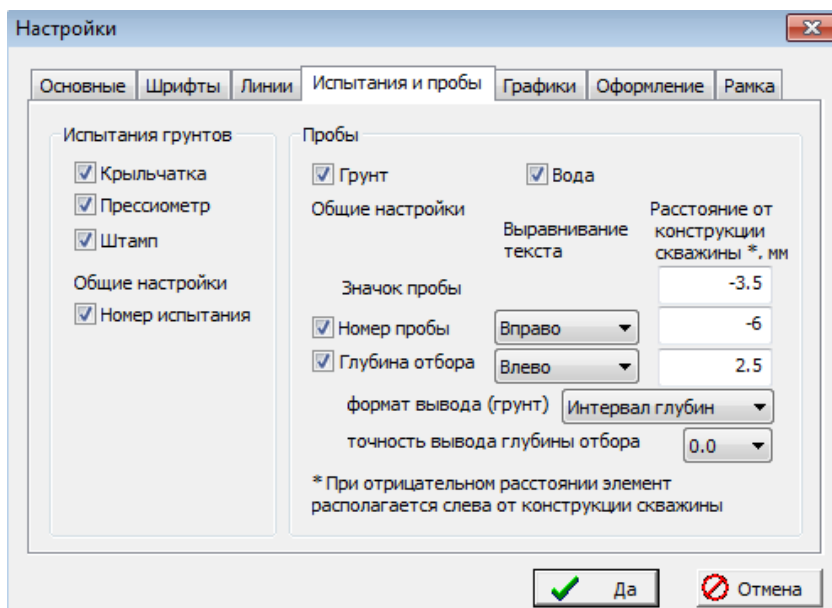 Настройки
Основные Шрифты Линии Испытания и пробы Графики Оформление Рамка
Испытания грунтов
Крыльчатка
Прессиометр
Штамп
Общие настройки
Номер испытания
Пробы
Грунт Вода
Общие настройки
Выравнивание
текста
Расстояние от
конструкции
скважины *, мм
Значок пробы -3.5
Номер пробы Вправо -6
Глубина отбора Влево 2.5
формат вывода (грунт) Интервал глубин
точность вывода глубины отбора 0.0
* При отрицательном расстоянии элемент
располагается слева от конструкции скважины
Да Отмена